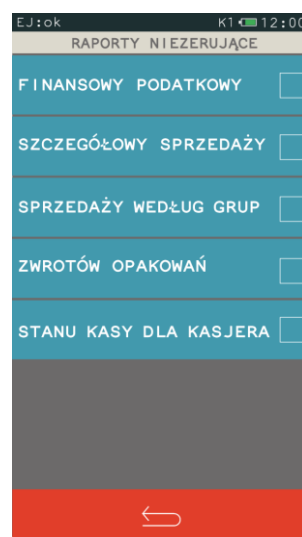 EJ:ok K1 12:00
RAPORTY NIEZERUJĄCE
FINANSOWY PODATKOWY
SZCZEGÓŁOWY SPRZEDAŻY
SPRZEDAŻY WEDŁUG GRUP
ZWROTÓW OPAKOWAŃ
STANU KASY DLA KASJERA